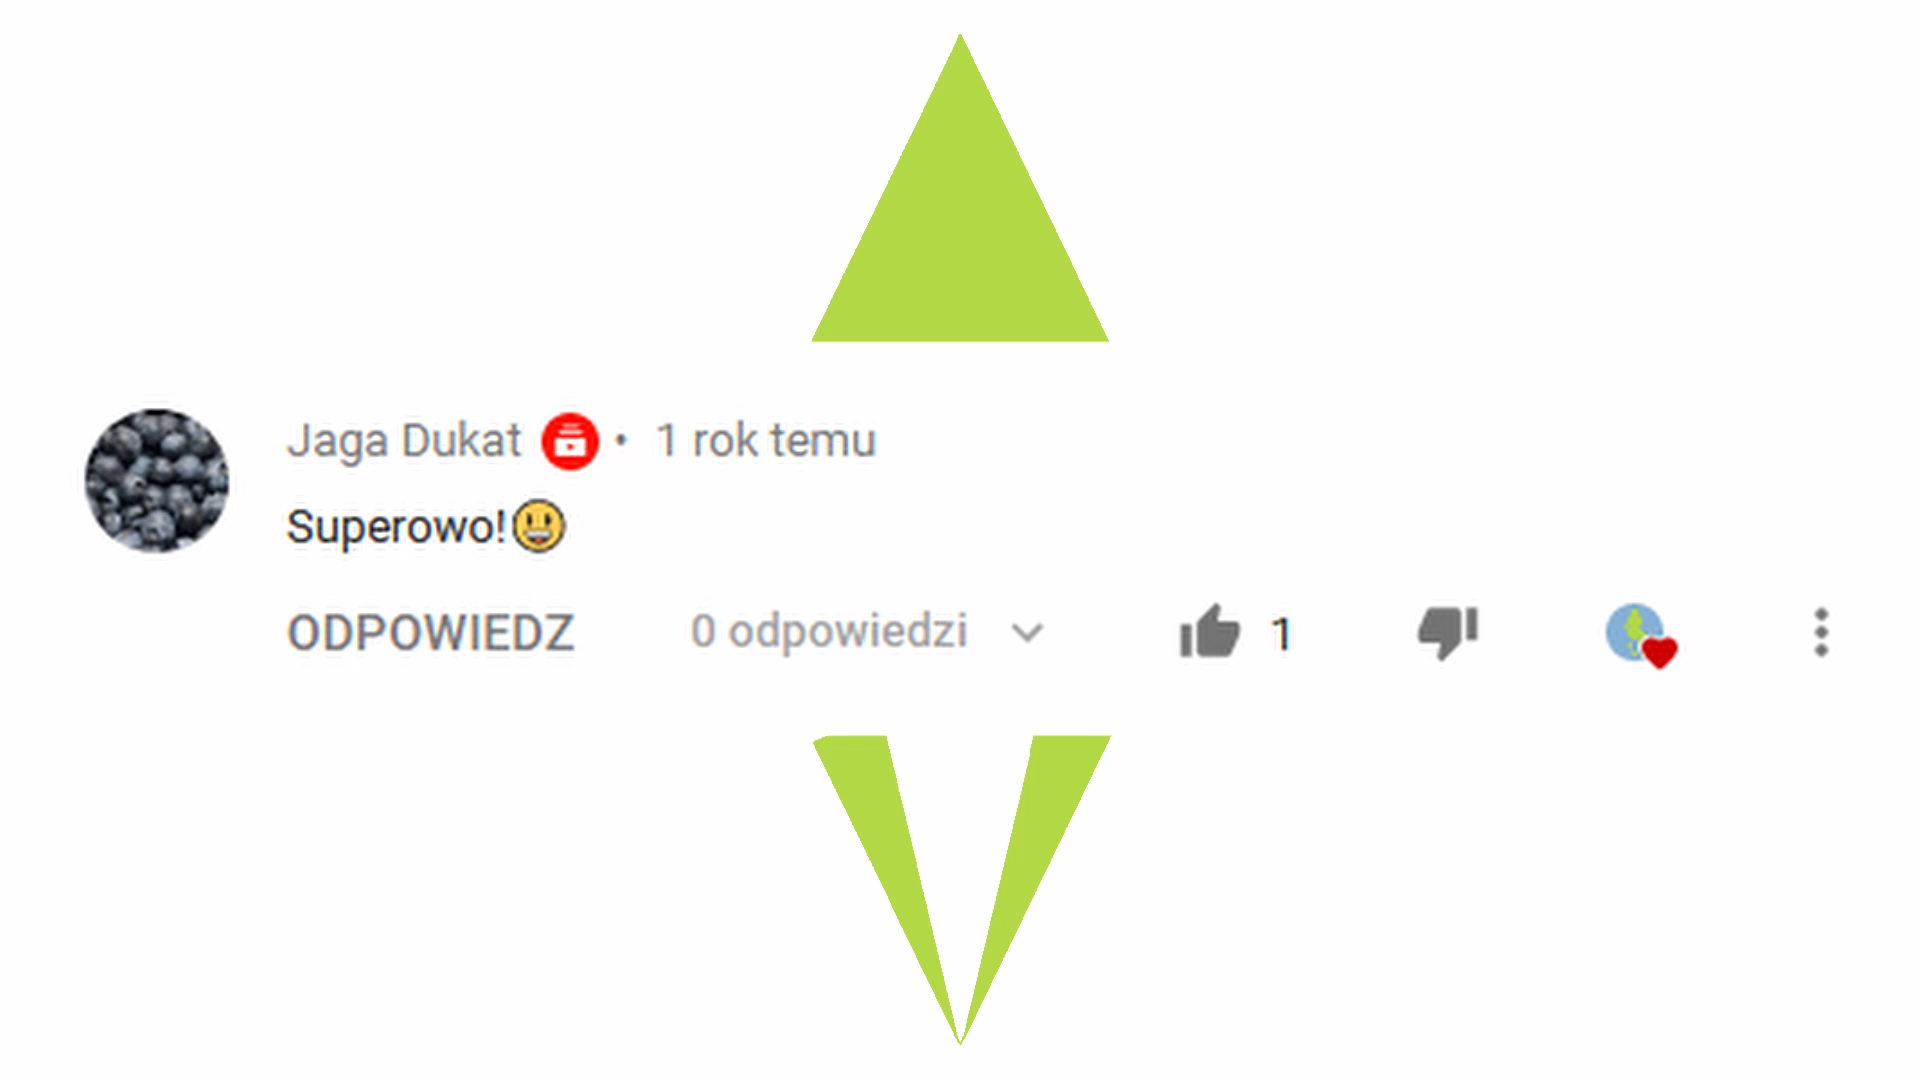 Jaga Dukat • 1 rok temu
Superowo!😃
ODPOWIEDZ 0 odpowiedzi 1